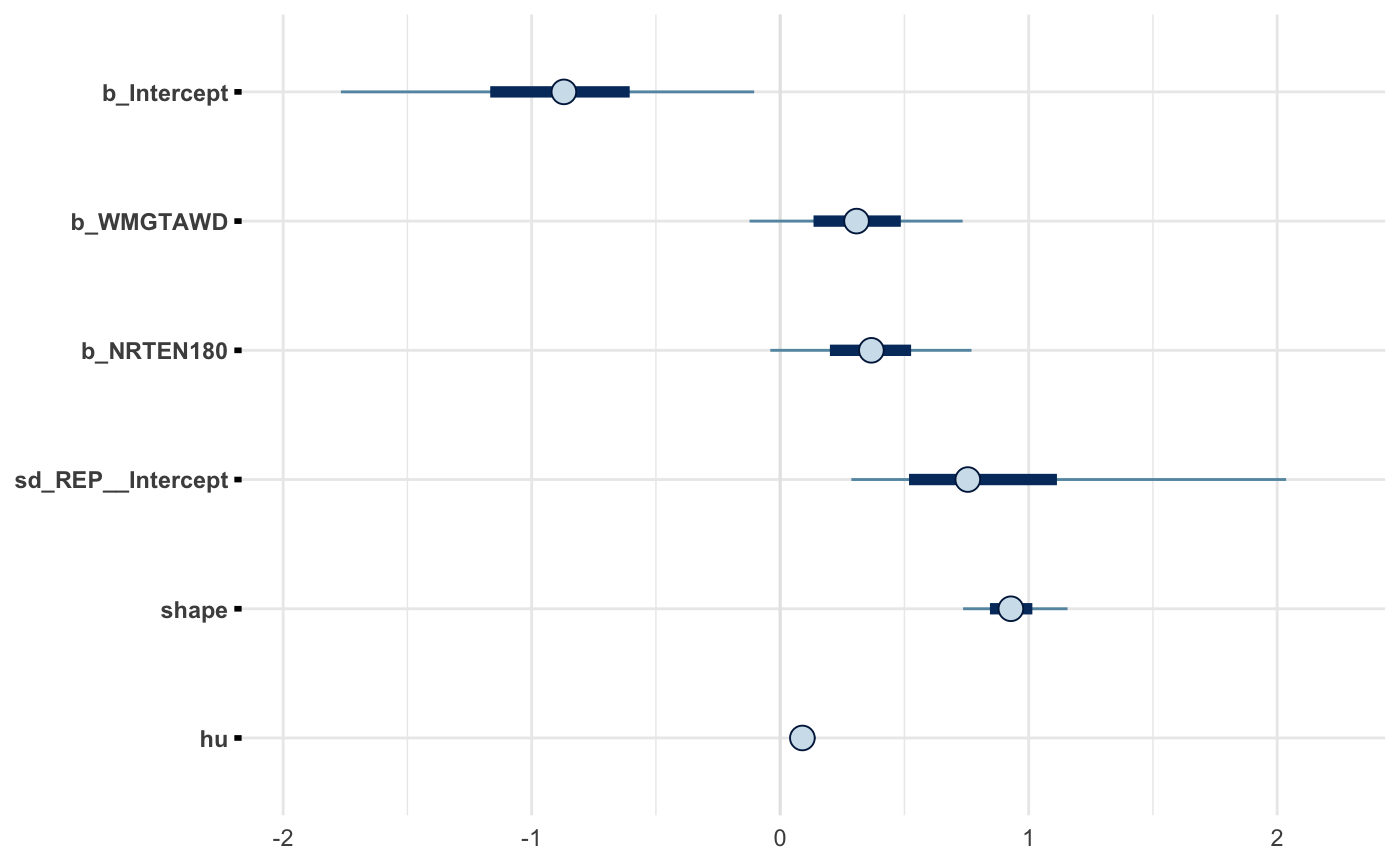 b_Intercept
b_WMGTAWD
b_NRTEN180
sd_REP__Intercept
shape
hu
-2 -1 0 1 2